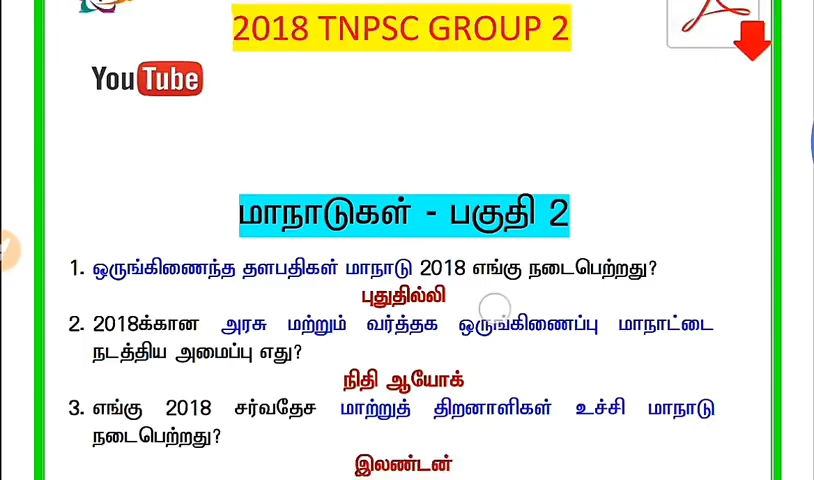 2018 TNPSC GROUP 2
YouTube
மாநாடுகள் - பகுதி 2
1. ஒருங்கிணைந்த தளபதிகள் மாநாடு 2018 எங்கு நடைபெற்றது?
புதுதில்லி
2. 2018க்கான அரசு மற்றும் வர்த்தக ஒருங்கிணைப்பு மாநாட்டை
நடத்திய அமைப்பு எது?
நிதி ஆயோக்
3. எங்கு 2018 சர்வதேச மாற்றுத் திறனாளிகள் உச்சி மாநாடு
நடைபெற்றது?
இலண்டன்